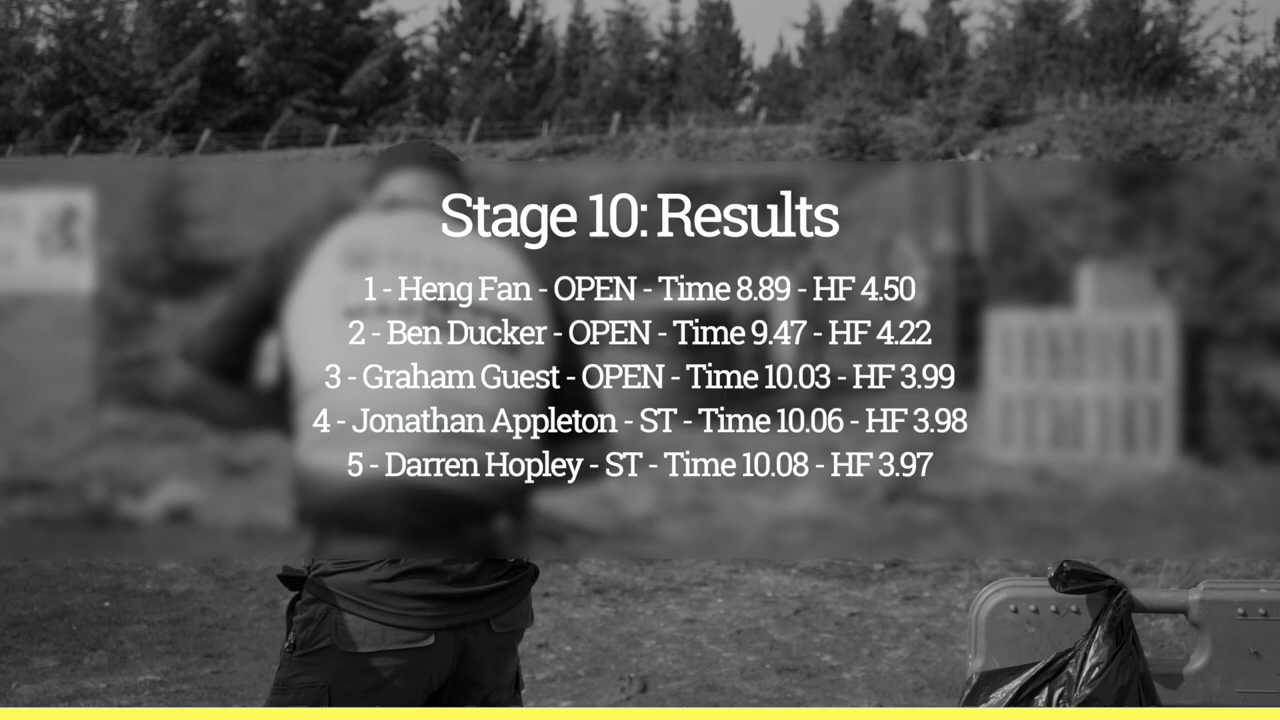 Stage 10: Results
1 - Heng Fan - OPEN - Time 8.89 - HF 4.50
2 - Ben Ducker - OPEN - Time 9.47 - HF 4.22
3 - Graham Guest - OPEN - Time 10.03 - HF 3.99
4 - Jonathan Appleton - ST - Time 10.06 - HF 3.98
5 - Darren Hopley - ST - Time 10.08 - HF 3.97